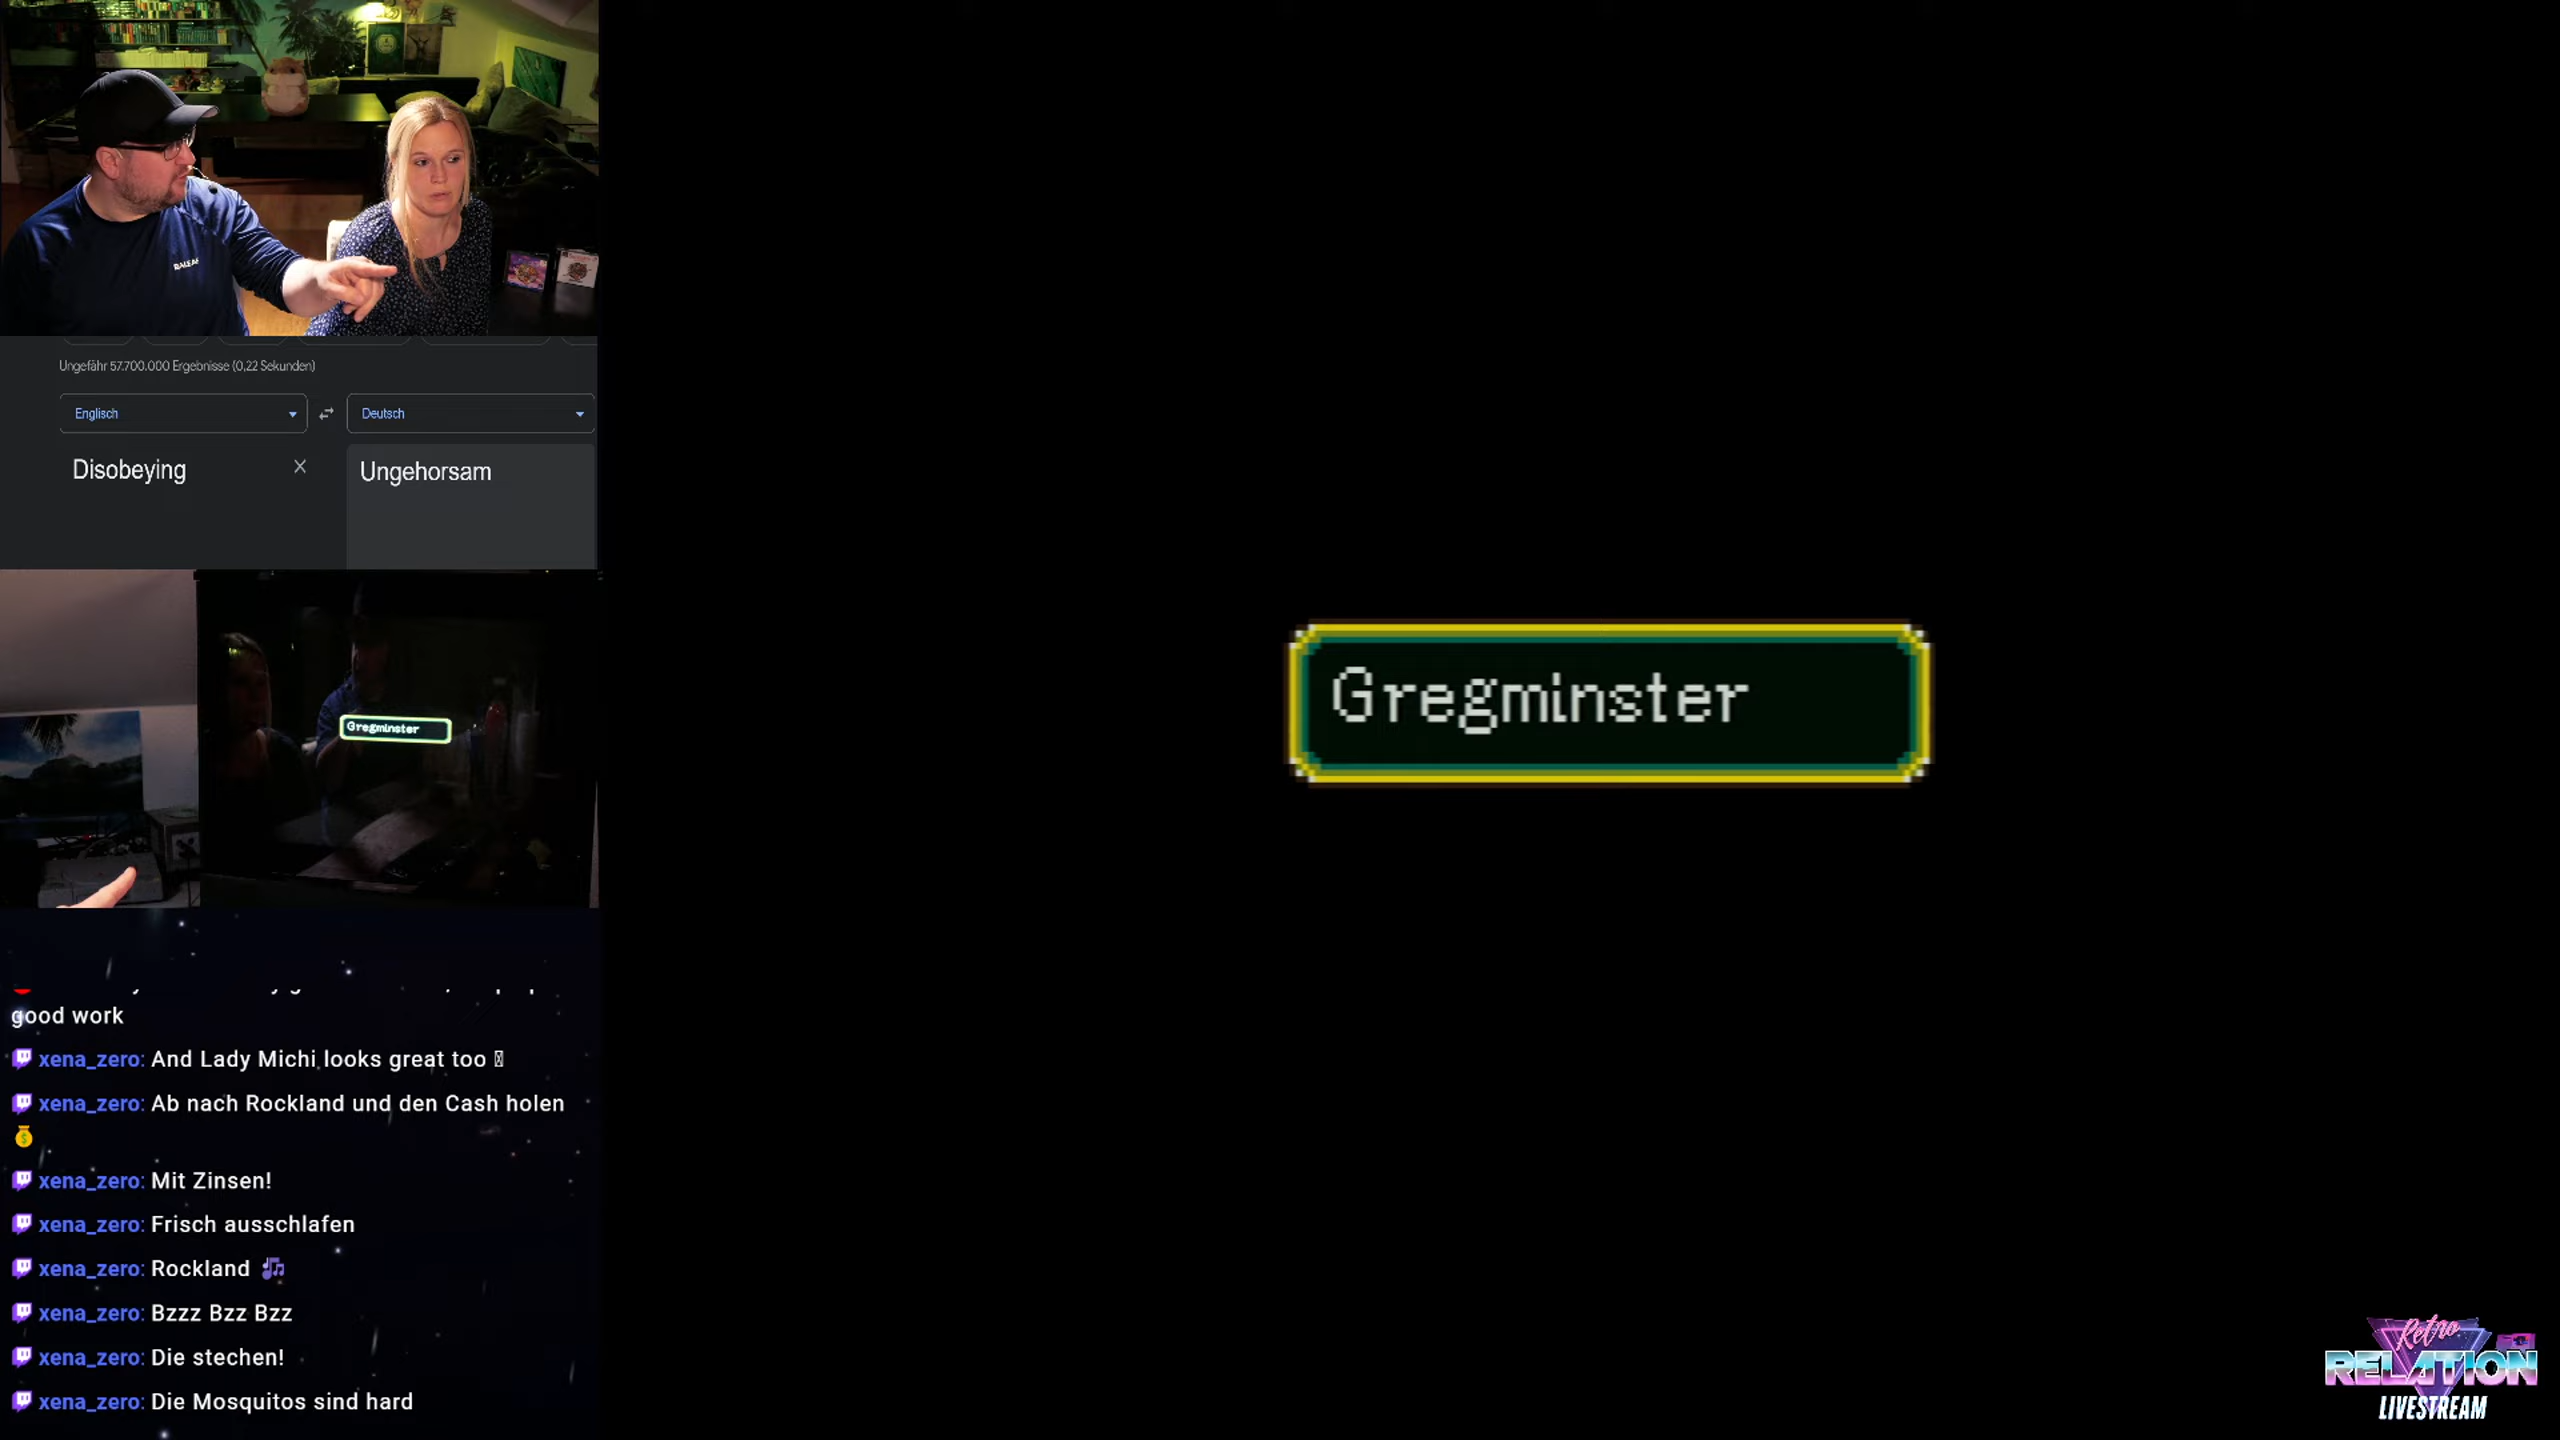 RALEAF
Ungefähr 57.700.000 Ergebnisse (0,22 Sekunden)
Englisch
Deutsch
Disobeying
Ungehorsam
Gregminster
Gregminster
good work
xena_zero: And Lady Michi looks great too
xena_zero: Ab nach Rockland und den Cash holen
xena_zero: Mit Zinsen!
xena_zero: Frisch ausschlafen
xena_zero: Rockland 🎶
xena_zero: Bzzz Bzz Bzz
xena_zero: Die stechen!
xena_zero: Die Mosquitos sind hard
Retro
RELATION
LIVESTREAM